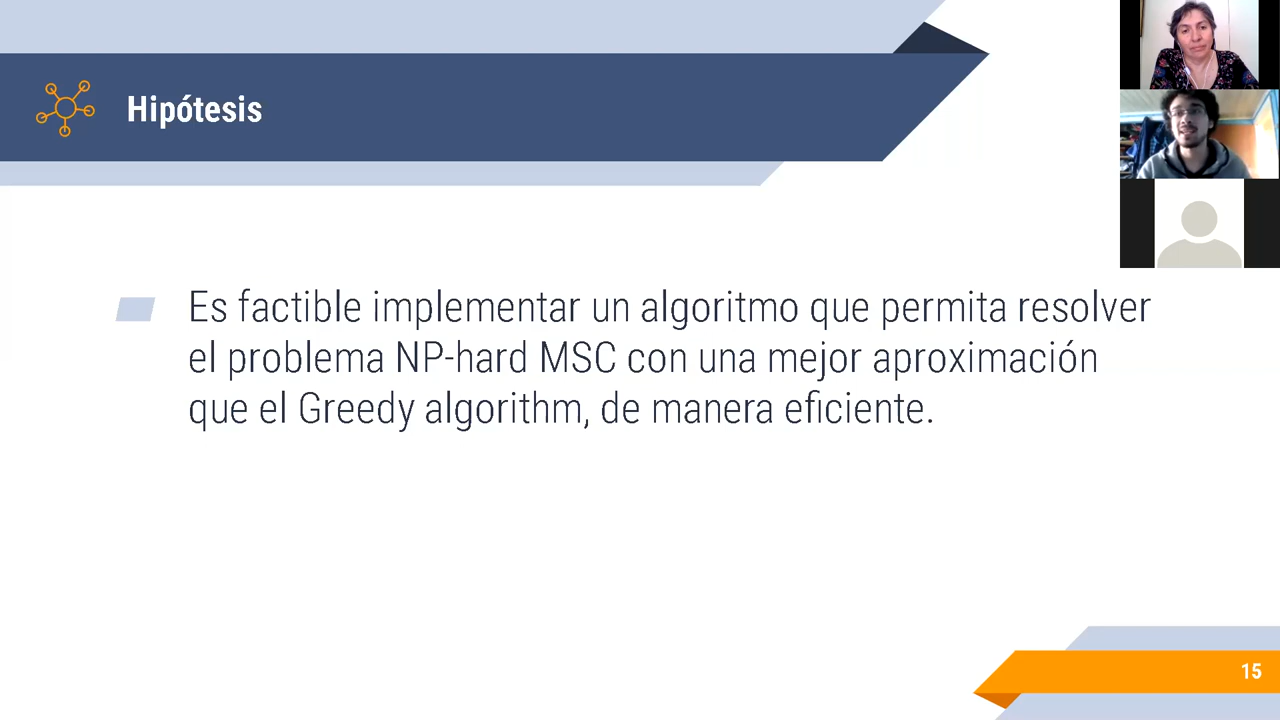 Hipótesis
Es factible implementar un algoritmo que permita resolver
el problema NP-hard MSC con una mejor aproximación
que el Greedy algorithm, de manera eficiente.
15